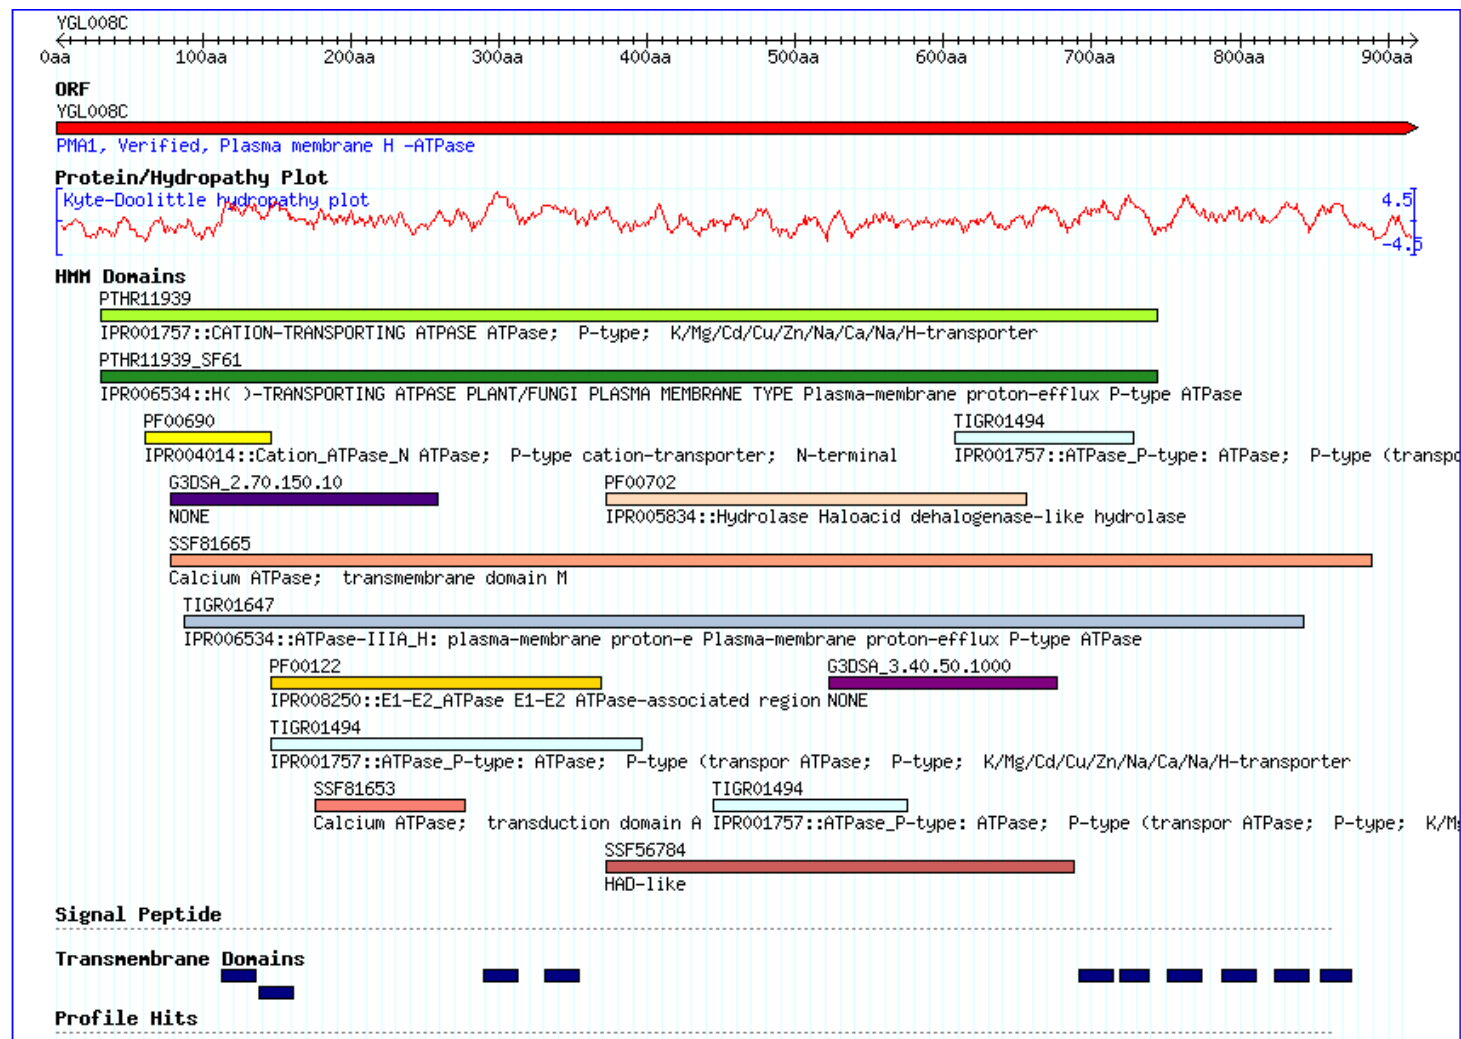 YGL008C
0aa 100aa 200aa 300aa 400aa 500aa 600aa 700aa 800aa 900aa
ORF
YGL008C
PMA1, Verified, Plasma membrane H -ATPase
Protein/Hydropathy Plot
Kyte-Doolittle hydropathy plot 4.5
-4.5
HMM Domains
PTHR11939
IPR001757::CATION-TRANSPORTING ATPASE ATPase; P-type; K/Mg/Cd/Cu/Zn/Na/Ca/Na/H-transporter
PTHR11939_SF61
IPR006534::H( )-TRANSPORTING ATPASE PLANT/FUNGI PLASMA MEMBRANE TYPE Plasma-membrane proton-efflux P-type ATPase
PF00690 TIGR01494
IPR004014::Cation_ATPase_N ATPase; P-type cation-transporter; N-terminal IPR001757::ATPase_P-type: ATPase; P-type (transpo
G3DSA_2.70.150.10 PF00702
NONE IPR005834::Hydrolase Haloacid dehalogenase-like hydrolase
SSF81665
Calcium ATPase; transmembrane domain M
TIGR01647
IPR006534::ATPase-IIIA_H: plasma-membrane proton-e Plasma-membrane proton-efflux P-type ATPase
PF00122 G3DSA_3.40.50.1000
IPR008250::E1-E2_ATPase E1-E2 ATPase-associated region NONE
TIGR01494
IPR001757::ATPase_P-type: ATPase; P-type (transpor ATPase; P-type; K/Mg/Cd/Cu/Zn/Na/Ca/Na/H-transporter
SSF81653 TIGR01494
Calcium ATPase; transduction domain A IPR001757::ATPase_P-type: ATPase; P-type (transpor ATPase; P-type; K/M
SSF56784
HAD-like
Signal Peptide
Transmembrane Domains
Profile Hits